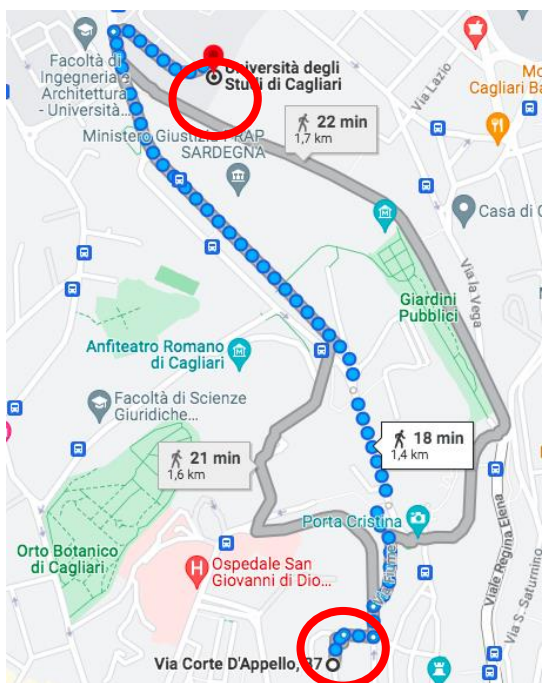 Facoltà di
Ingegneria e
Architettura
- Università...
Università degli
Studi di Cagliari
Via Lazio
Cagliari Ba
22 min
1,7 km
Ministero Giustizia PRAP
SARDEGNA
Casa di C
Via la Vega
Giardini
Pubblici
Anfiteatro Romano
di Cagliari
Facoltà di Scienze
Giuridiche...
18 min
1,4 km
21 min
1,6 km
Porta Cristina
Orto Botanico
di Cagliari
H
Ospedale San
Giovanni di Dio...
Viale Regina Elena
Via S. Saturnino
Via Corte D'Appello, 87